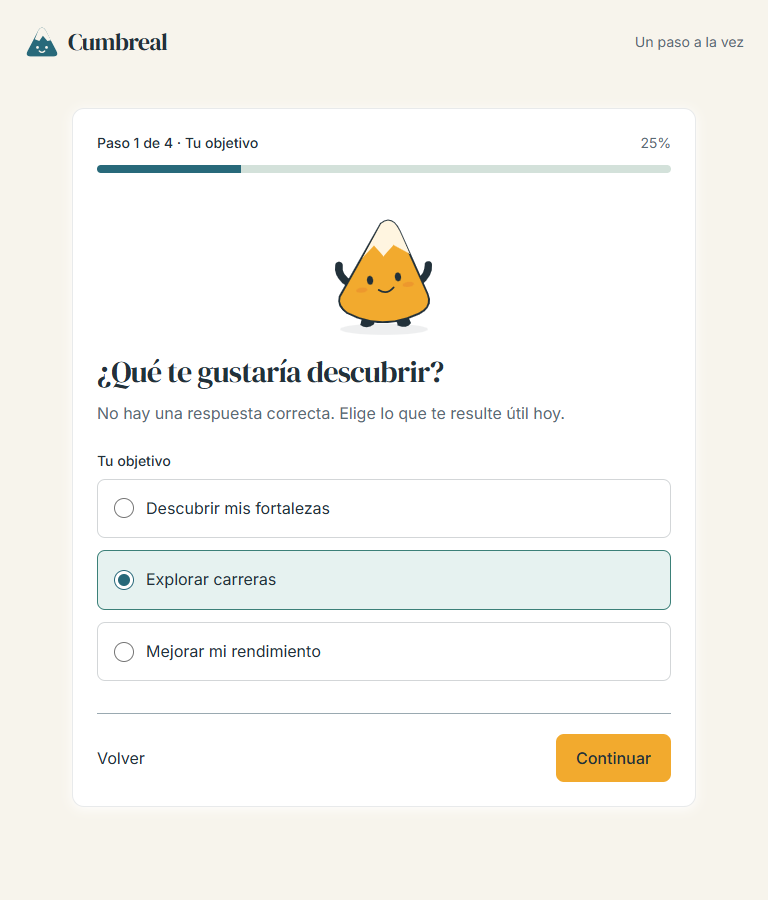 Cumbreal
Un paso a la vez
Paso 1 de 4 · Tu objetivo
25%
¿Qué te gustaría descubrir?
No hay una respuesta correcta. Elige lo que te resulte útil hoy.
Tu objetivo
Descubrir mis fortalezas
Explorar carreras
Mejorar mi rendimiento
Volver
Continuar